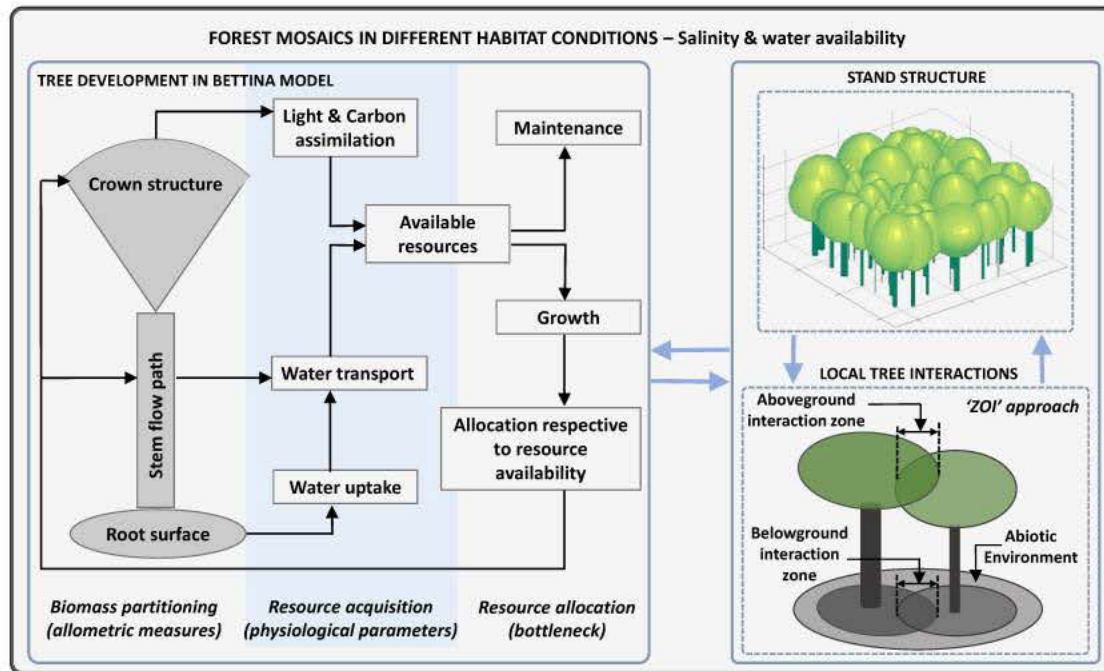 FOREST MOSAICS IN DIFFERENT HABITAT CONDITIONS – Salinity & water availability
TREE DEVELOPMENT IN BETTINA MODEL
Crown structure
Stem flow path
Root surface
Light & Carbon
assimilation
Water transport
Water uptake
Available
resources
Maintenance
Growth
Allocation respective
to resource
availability
Biomass partitioning
(allometric measures)
Resource acquisition
(physiological parameters)
Resource allocation
(bottleneck)
STAND STRUCTURE
LOCAL TREE INTERACTIONS
Aboveground
interaction zone
'ZOI' approach
Belowground
interaction
zone
Abiotic
Environment